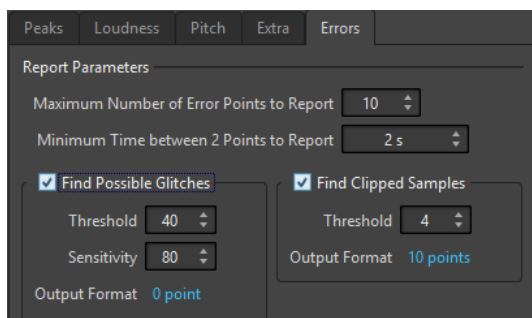 Peaks Loudness Pitch Extra Errors
Report Parameters
Maximum Number of Error Points to Report 10
Minimum Time between 2 Points to Report 2 s
Find Possible Glitches
Threshold 40
Sensitivity 80
Output Format 0 point
Find Clipped Samples
Threshold 4
Output Format 10 points